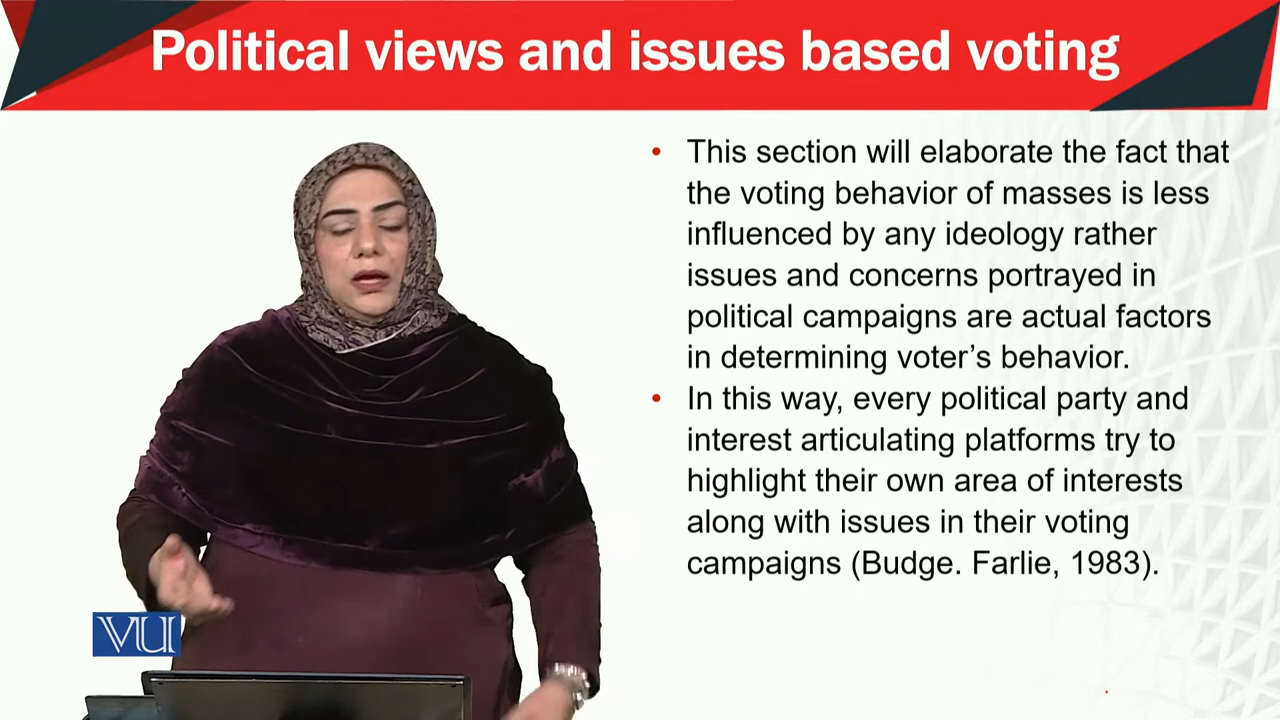 Political views and issues based voting
• This section will elaborate the fact that
the voting behavior of masses is less
influenced by any ideology rather
issues and concerns portrayed in
political campaigns are actual factors
in determining voter’s behavior.
• In this way, every political party and
interest articulating platforms try to
highlight their own area of interests
along with issues in their voting
campaigns (Budge. Farlie, 1983).
VU